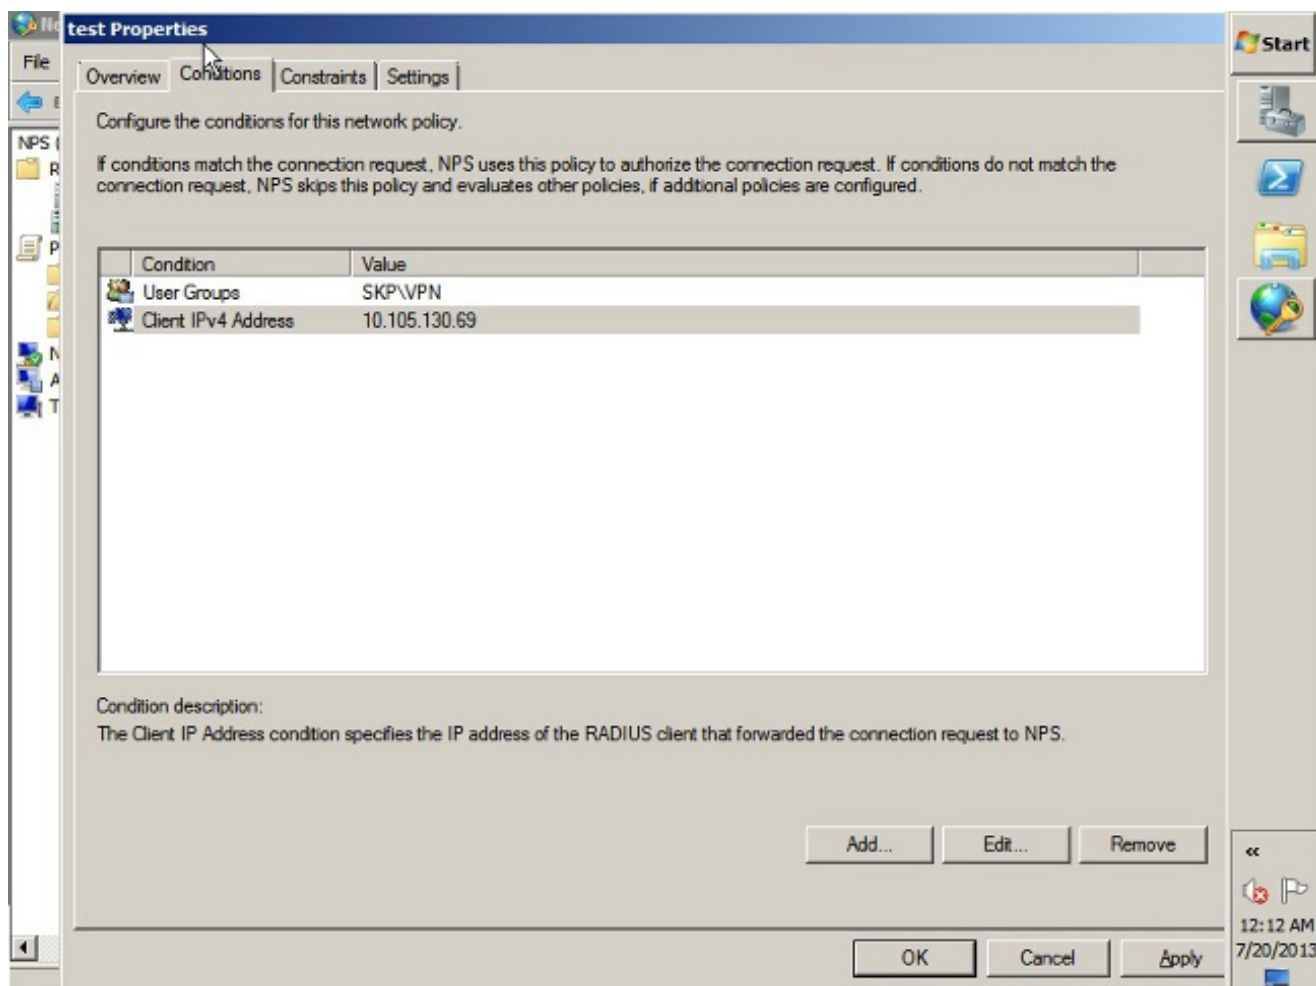 test Properties
File
Overview
Conditions
Constraints
Settings
Configure the conditions for this network policy.
If conditions match the connection request, NPS uses this policy to authorize the connection request. If conditions do not match the
connection request, NPS skips this policy and evaluates other policies, if additional policies are configured.
Condition Value
User Groups SKP\VPN
Client IPv4 Address 10.105.130.69
Condition description:
The Client IP Address condition specifies the IP address of the RADIUS client that forwarded the connection request to NPS.
Add... Edit... Remove
OK Cancel Apply
NPS (
R
P
N
A
T
Start
«
12:12 AM
7/20/2013